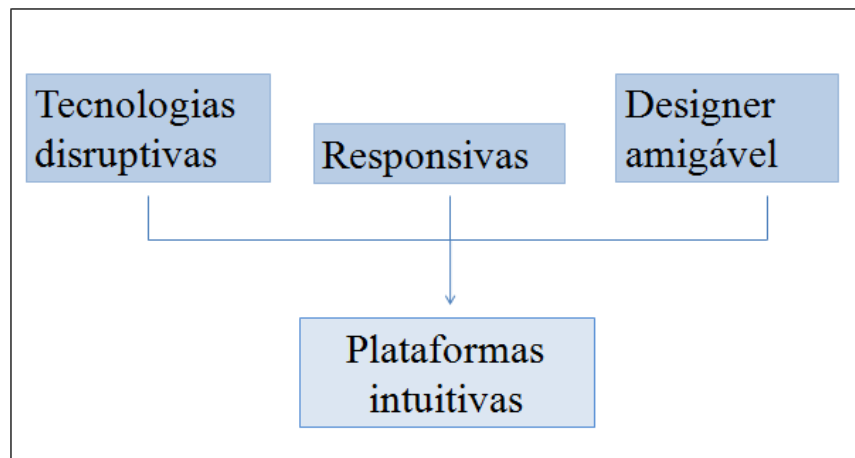 Tecnologias
disruptivas
Responsivas
Designer
amigável
Plataformas
intuitivas